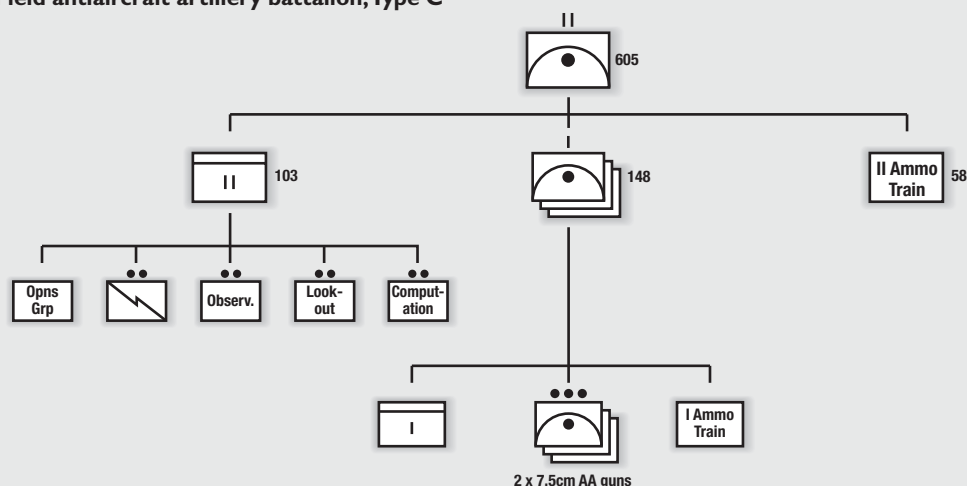 ield antiaircraft artillery battalion, Type C
II
605
II
103
I
148
II Ammo
Train
58
Opns
Grp
Observ.
Look-
out
Comput-
ation
I
I Ammo
Train
2 x 7.5cm AA guns